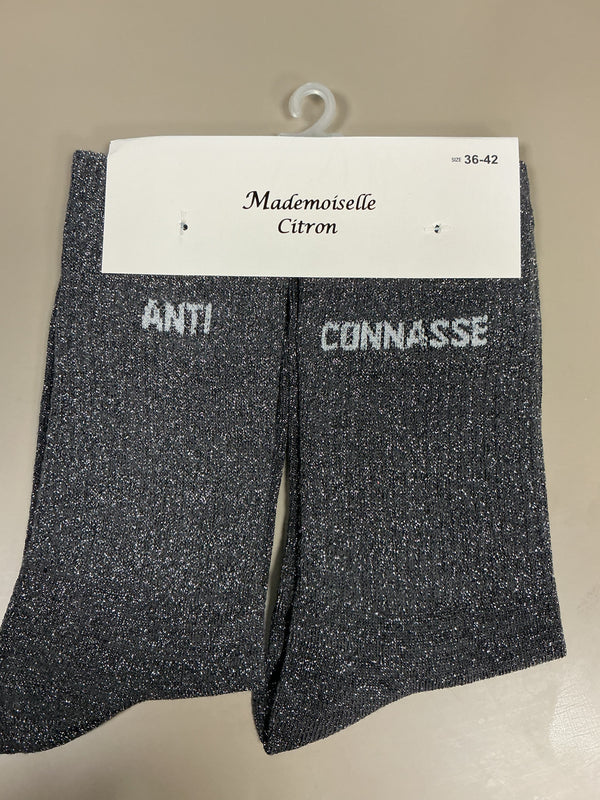 SIZE 36-42
Mademoiselle
Citron
ANTI
CONNASSE